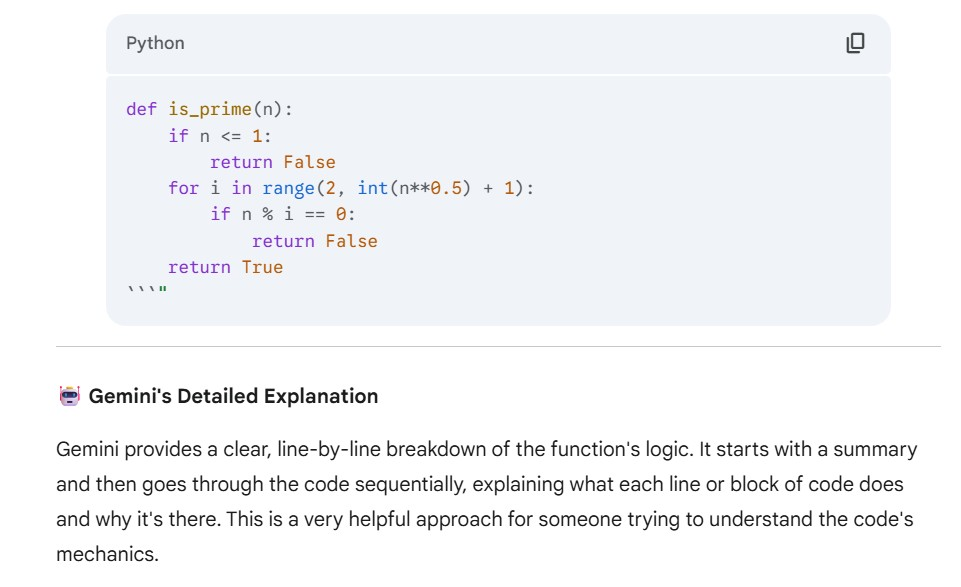 Python
def is_prime(n):
    if n <= 1:
        return False
    for i in range(2, int(n**0.5) + 1):
        if n % i == 0:
            return False
    return True
```"
Gemini's Detailed Explanation
Gemini provides a clear, line-by-line breakdown of the function's logic. It starts with a summary
and then goes through the code sequentially, explaining what each line or block of code does
and why it's there. This is a very helpful approach for someone trying to understand the code's
mechanics.